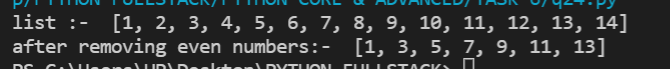 p/PYTHON FULLSTACK/PYTHON CORE & ADVANCED/TASK 6/q24.py
list :-  [1, 2, 3, 4, 5, 6, 7, 8, 9, 10, 11, 12, 13, 14]
after removing even numbers:-  [1, 3, 5, 7, 9, 11, 13]
PS C:\Users\HP\Desktop\PYTHON FULLSTACK>